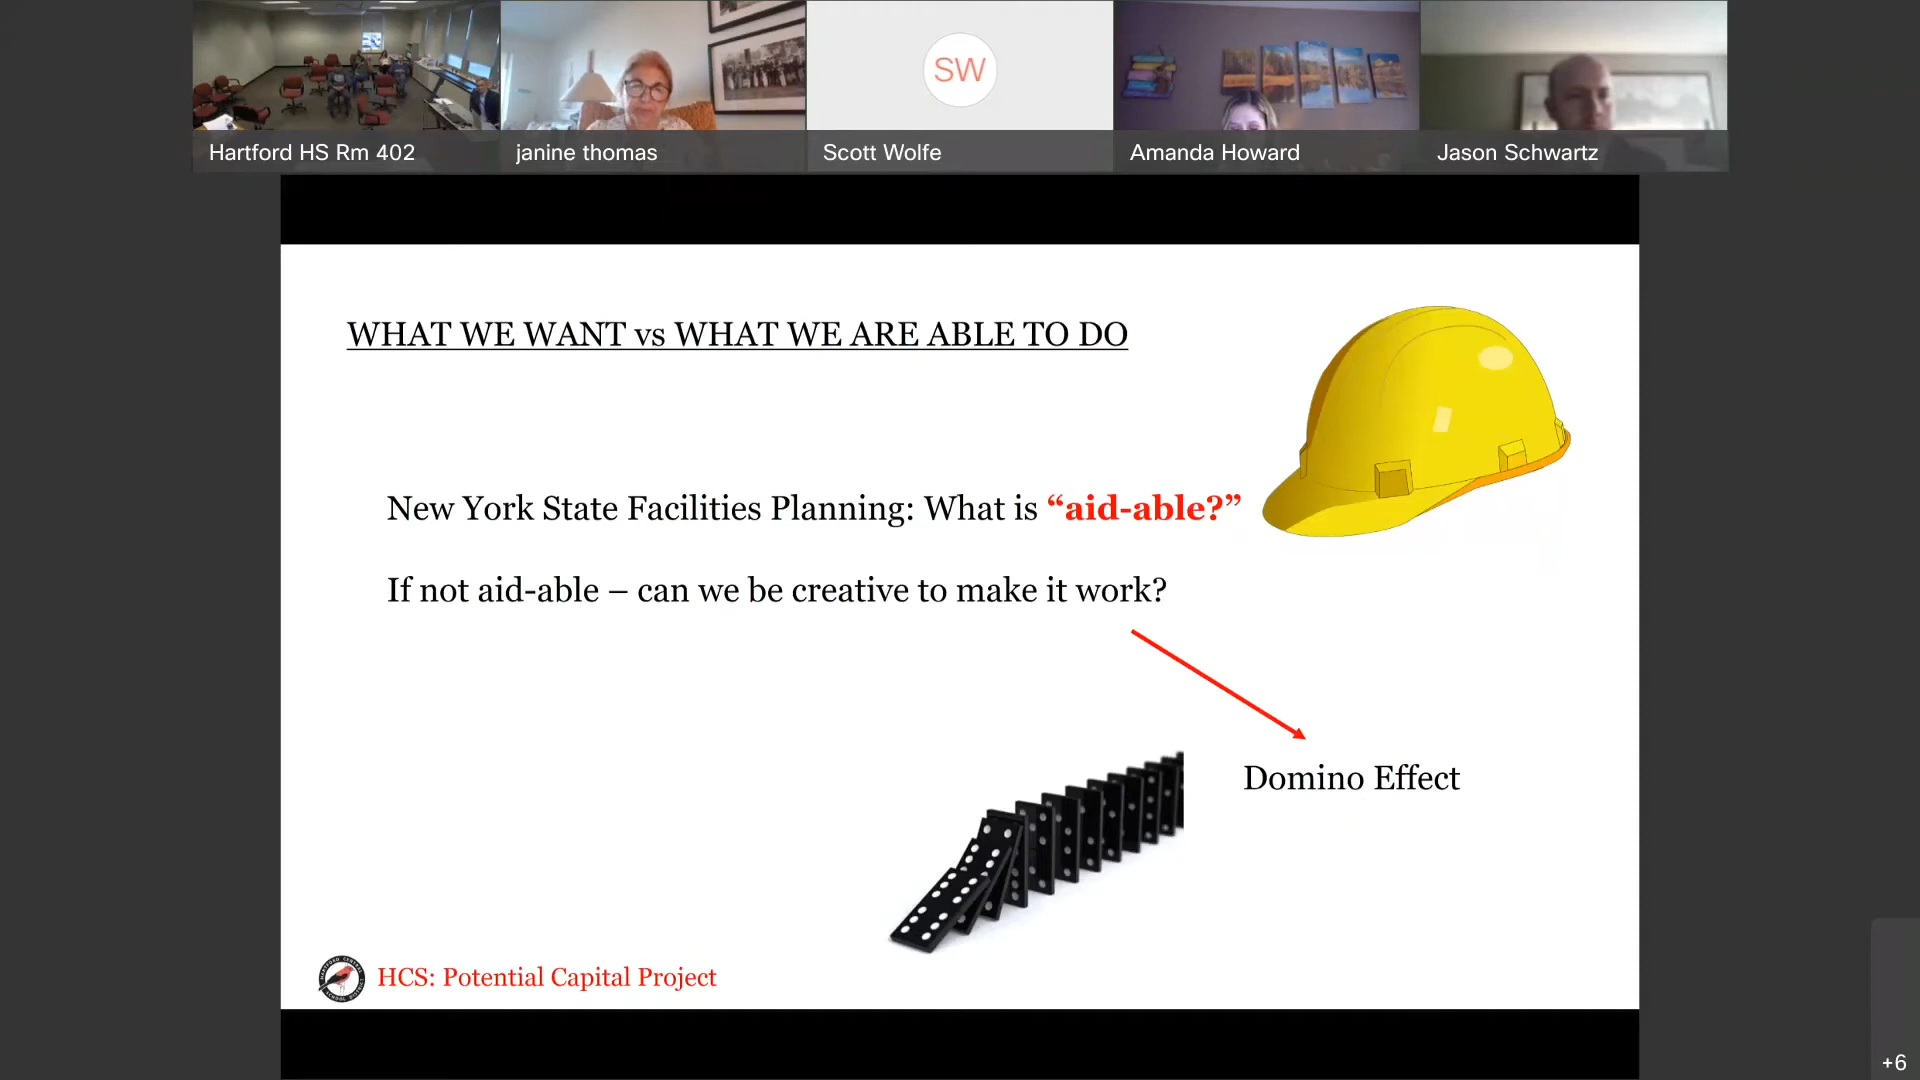 SW
Hartford HS Rm 402
janine thomas
Scott Wolfe
Amanda Howard
Jason Schwartz
WHAT WE WANT vs WHAT WE ARE ABLE TO DO
New York State Facilities Planning: What is “aid-able?”
If not aid-able – can we be creative to make it work?
Domino Effect
HCS: Potential Capital Project
+6